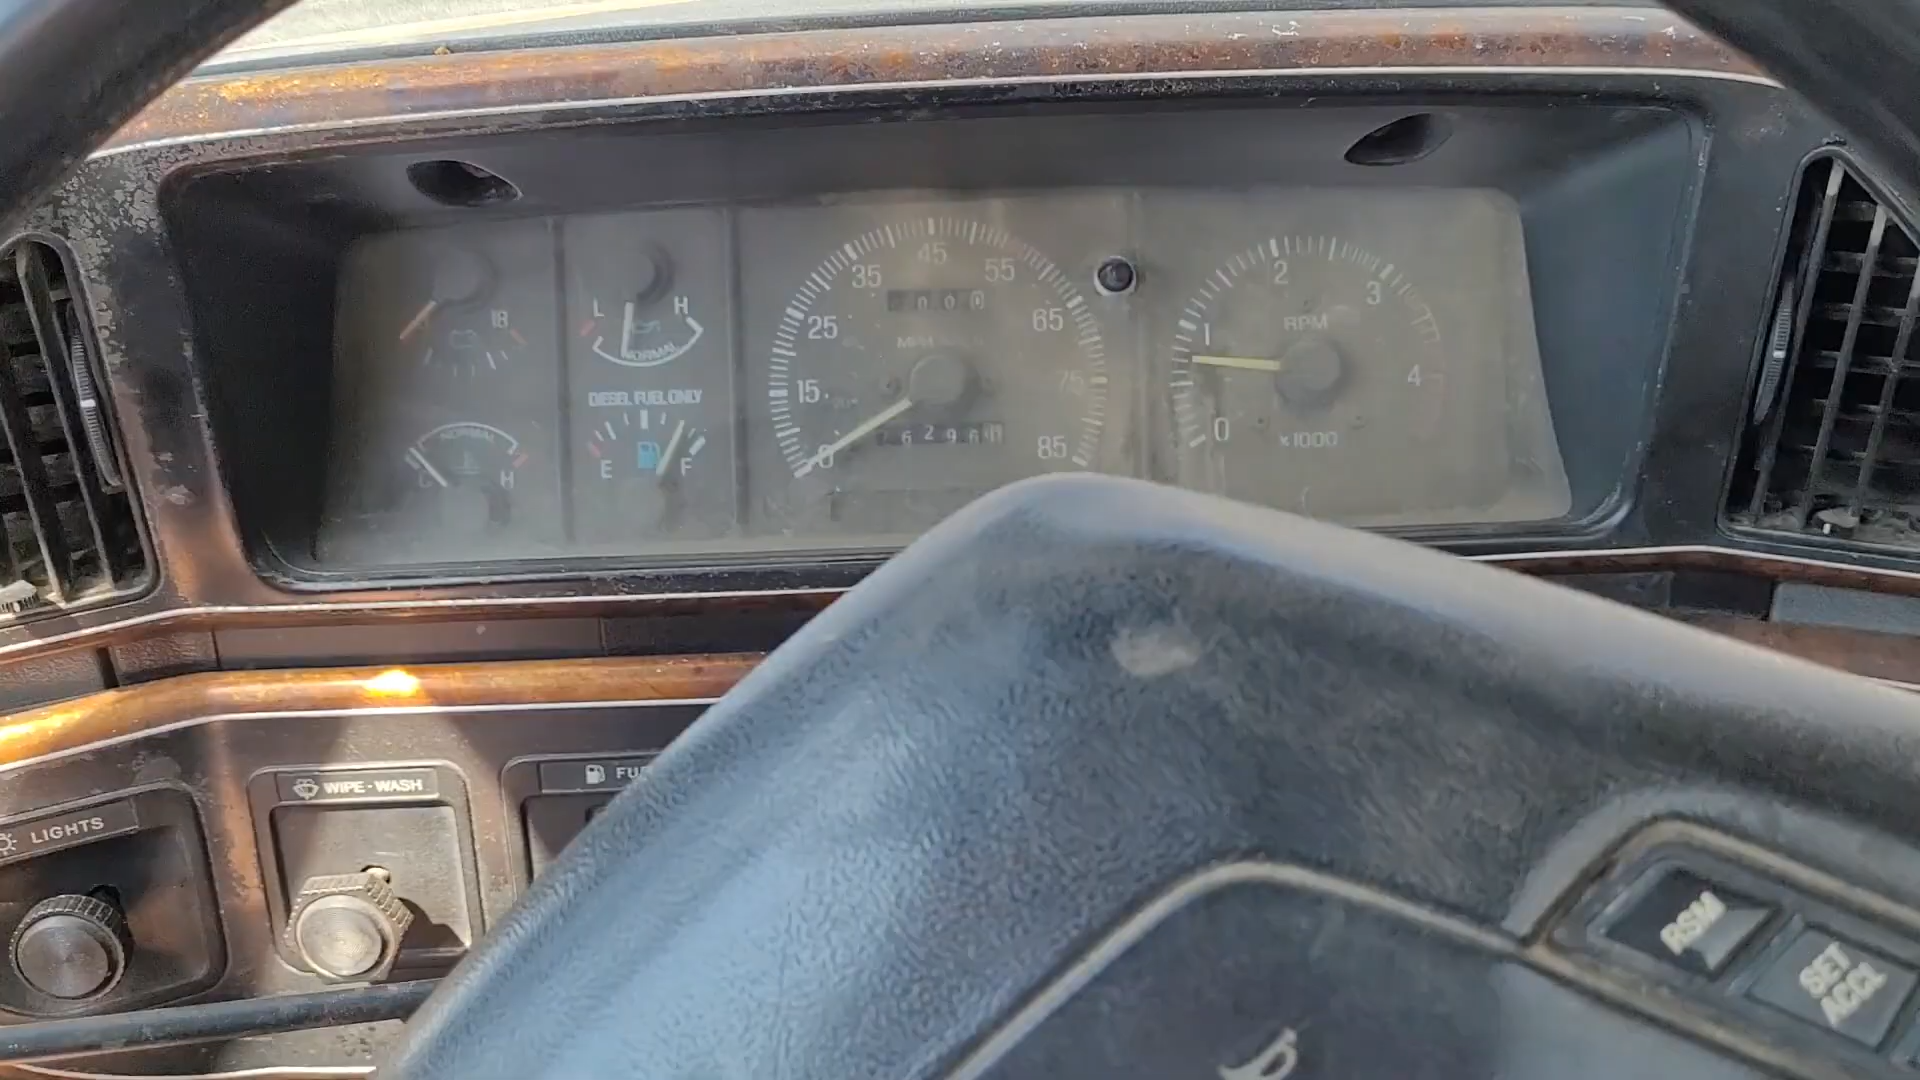 18
L H
NORMAL
DIESEL FUEL ONLY
E F
NORMAL
C H
0 15 25 35 45 55 65 75 85
MPH
0 1 2 3 4
RPM
x1000
LIGHTS
WIPE-WASH
RSM
SET
ACCL